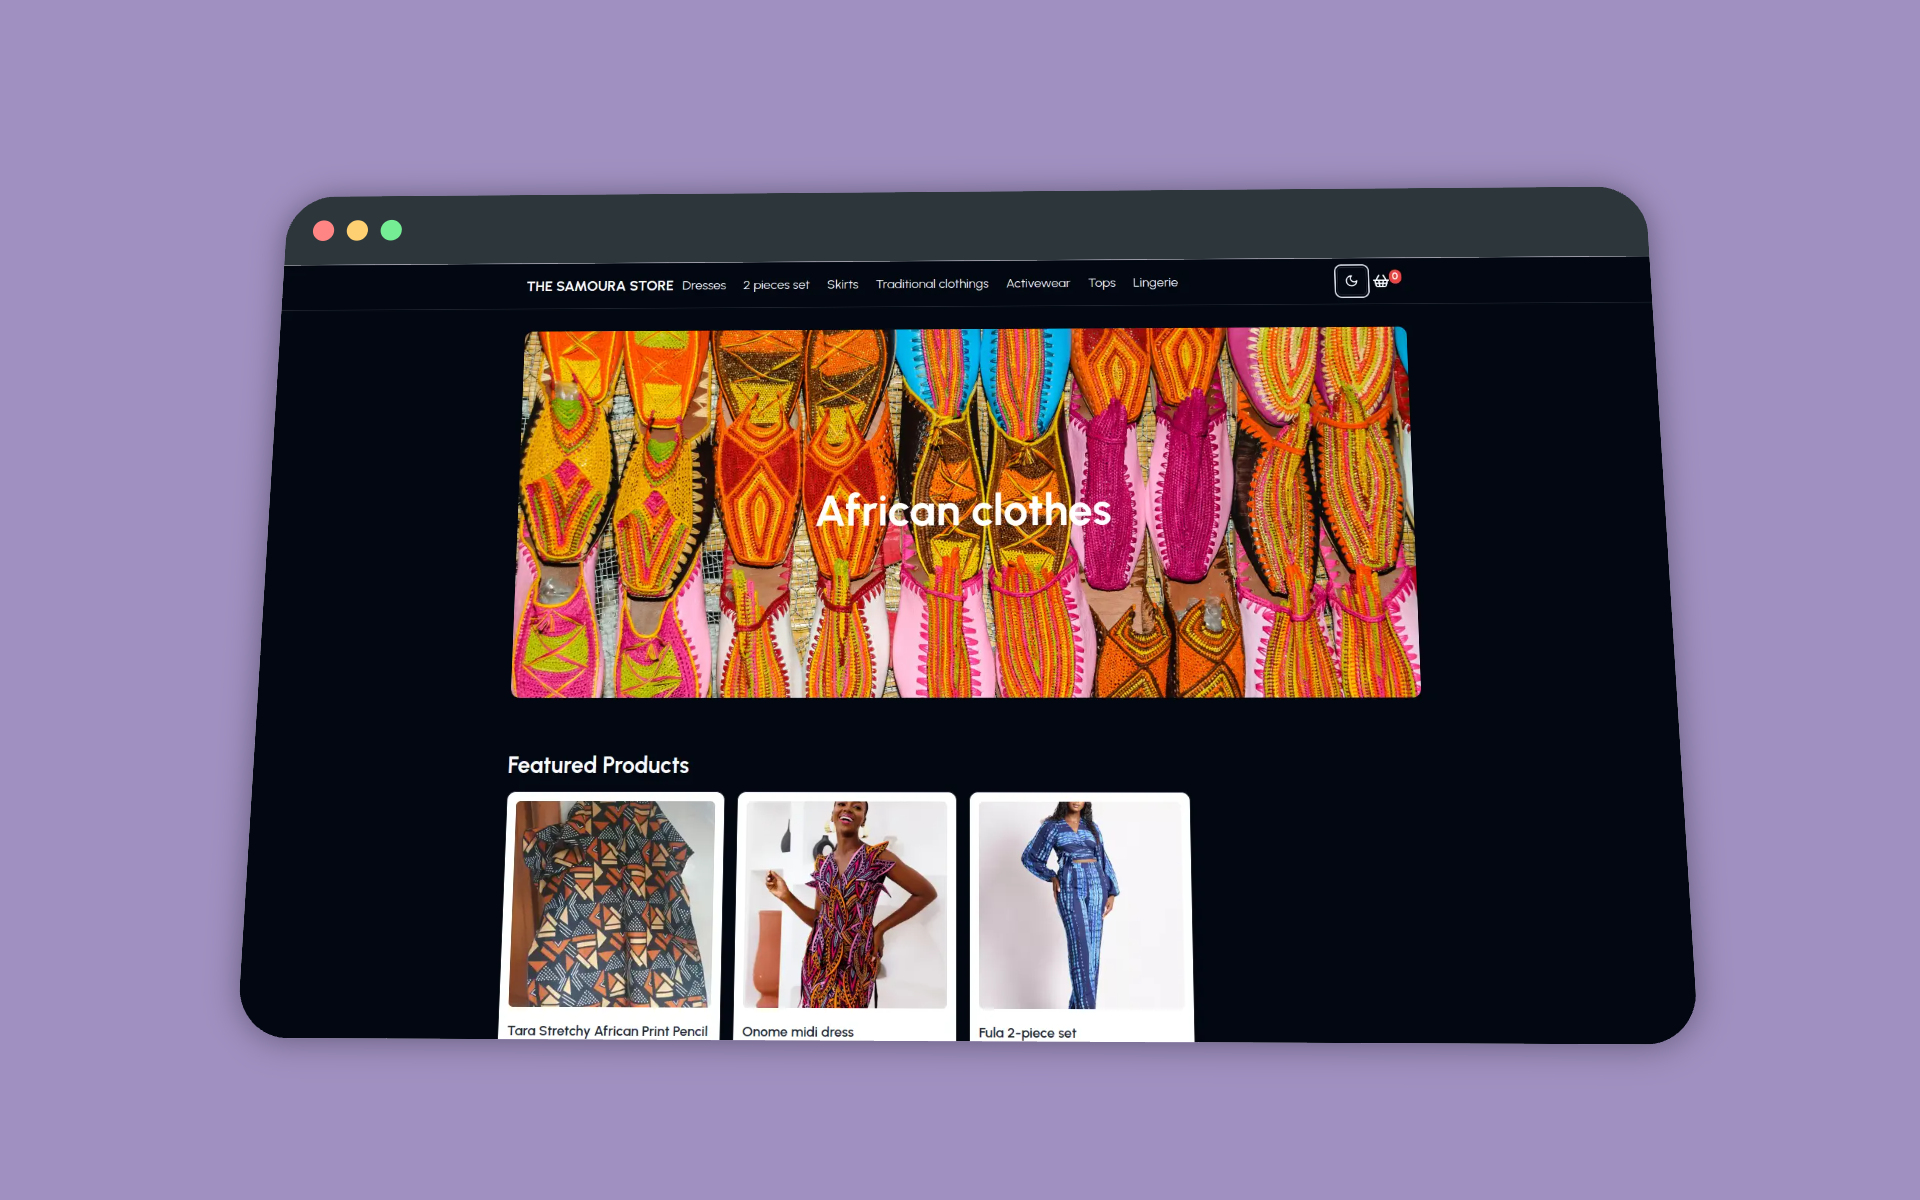 THE SAMOURA STORE Dresses 2 pieces set Skirts Traditional clothings Activewear Tops Lingerie 0
African clothes
Featured Products
Tara Stretchy African Print Pencil
Onome midi dress
Fula 2-piece set